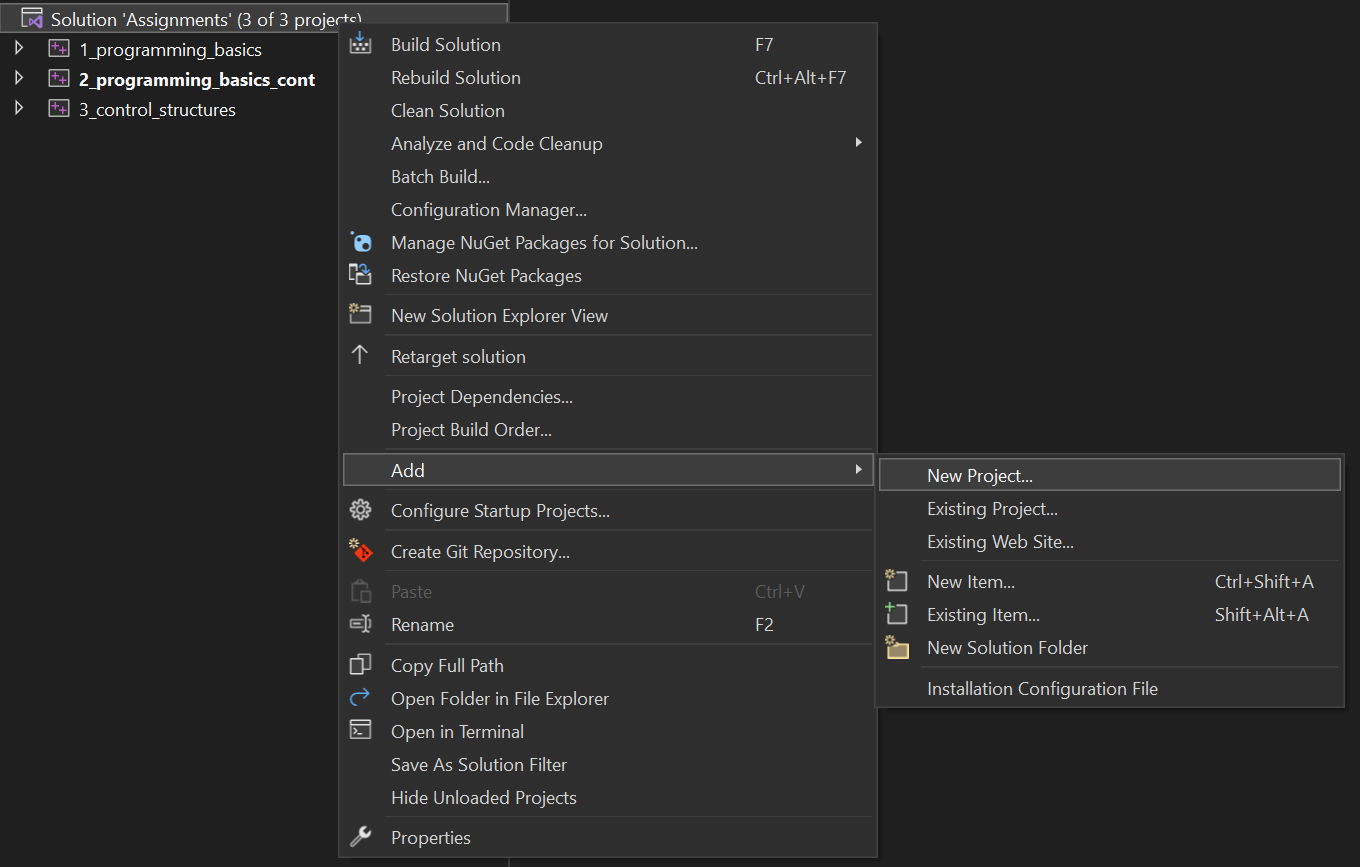 Solution 'Assignments' (3 of 3 projects)
1_programming_basics
2_programming_basics_cont
3_control_structures
Build Solution F7
Rebuild Solution Ctrl+Alt+F7
Clean Solution
Analyze and Code Cleanup
Batch Build...
Configuration Manager...
Manage NuGet Packages for Solution...
Restore NuGet Packages
New Solution Explorer View
Retarget solution
Project Dependencies...
Project Build Order...
Add
Configure Startup Projects...
Create Git Repository...
Paste Ctrl+V
Rename F2
Copy Full Path
Open Folder in File Explorer
Open in Terminal
Save As Solution Filter
Hide Unloaded Projects
Properties
New Project...
Existing Project...
Existing Web Site...
New Item... Ctrl+Shift+A
Existing Item... Shift+Alt+A
New Solution Folder
Installation Configuration File